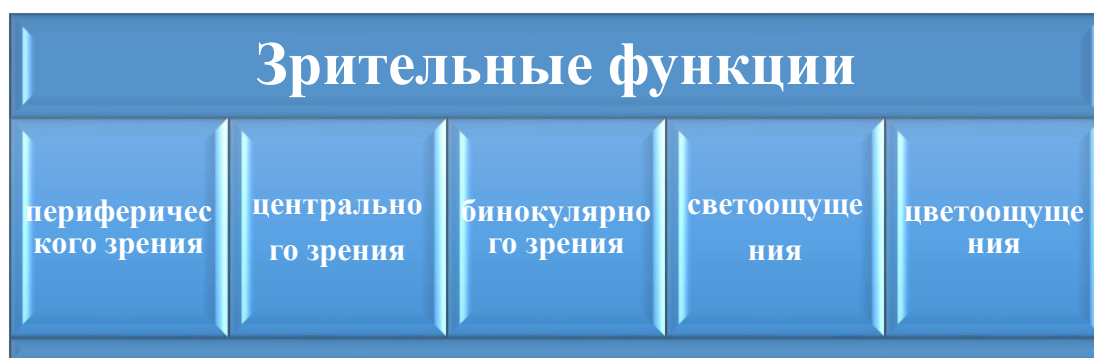 Зрительные функции
периферичес
кого зрения
центрально
го зрения
бинокулярно
го зрения
светоощуще
ния
цветоощуще
ния